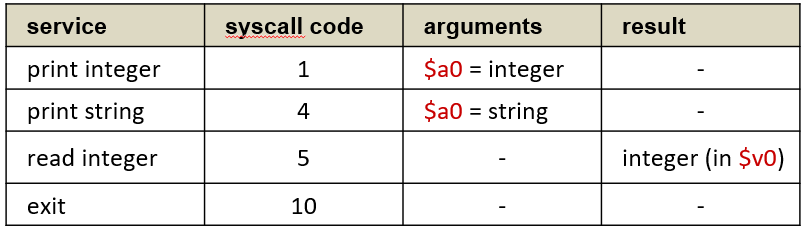 service syscall code arguments result
print integer 1 $a0 = integer -
print string 4 $a0 = string -
read integer 5 - integer (in $v0)
exit 10 - -